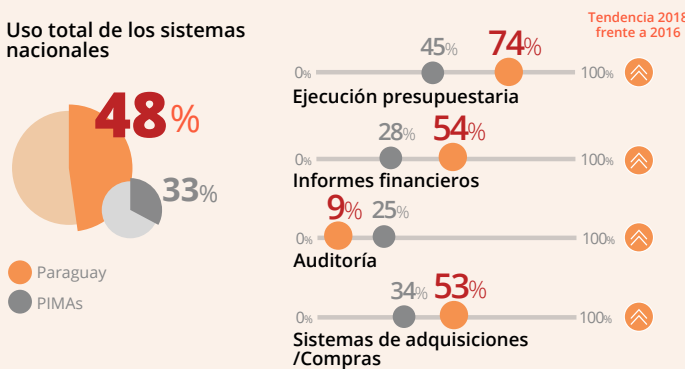 Uso total de los sistemas
nacionales
48%
33%
Paraguay
PIMAs
Tendencia 2018
frente a 2016
45%
74%
0%
100%
Ejecución presupuestaria
28%
54%
0%
100%
Informes financieros
9%
25%
0%
100%
Auditoría
34%
53%
0%
100%
Sistemas de adquisiciones
/Compras